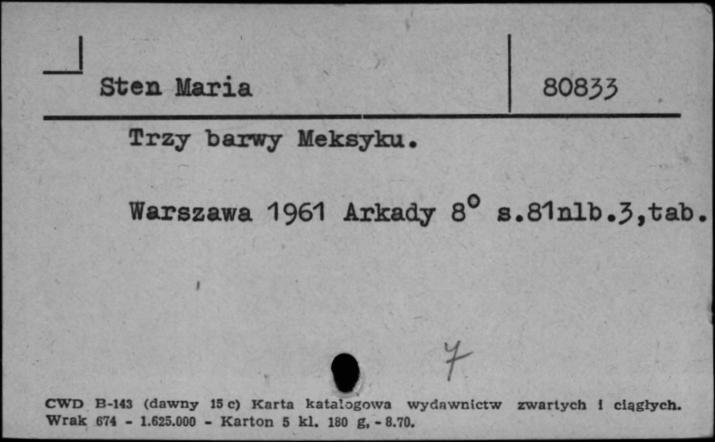 Sten Maria 80833
Trzy barwy Meksyku.
Warszawa 1961 Arkady 8° s.81nlb.3,tab.
7
CWD B-143 (dawny 15 c) Karta katalogowa wydawnictw zwartych i ciągłych.
Wrak 674 - 1.625.000 - Karton 5 kl. 180 g, - 8.70.